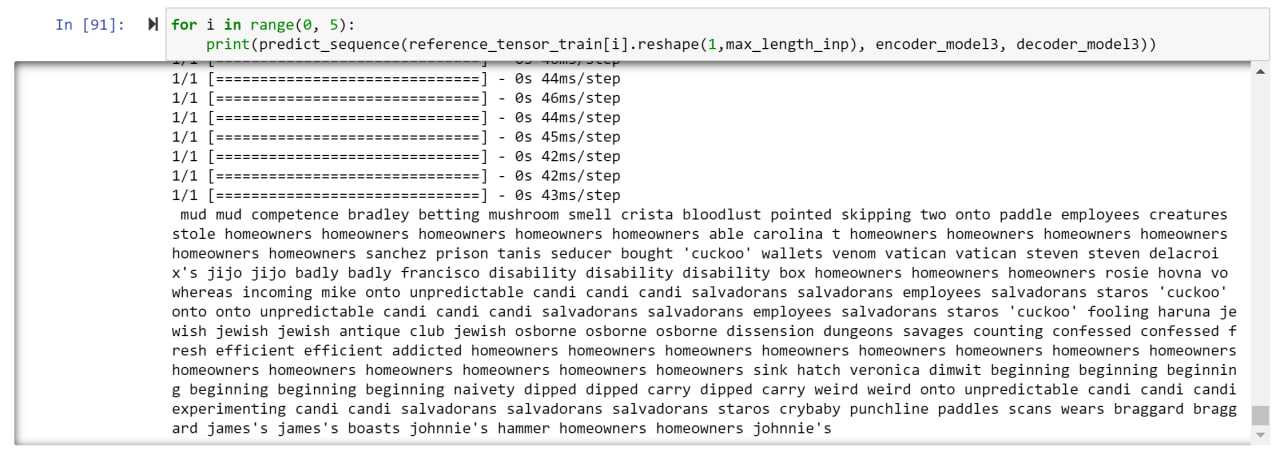 In [91]:
for i in range(0, 5):
print(predict_sequence(reference_tensor_train[i].reshape(1,max_length_inp), encoder_model3, decoder_model3))
1/1 [==============================] - 0s 44ms/step
1/1 [==============================] - 0s 46ms/step
1/1 [==============================] - 0s 44ms/step
1/1 [==============================] - 0s 45ms/step
1/1 [==============================] - 0s 42ms/step
1/1 [==============================] - 0s 42ms/step
1/1 [==============================] - 0s 43ms/step
mud mud competence bradley betting mushroom smell crista bloodlust pointed skipping two onto paddle employees creatures
stole homeowners homeowners homeowners homeowners homeowners able carolina t homeowners homeowners homeowners homeowners
homeowners homeowners sanchez prison tanis seducer bought 'cuckoo' wallets venom vatican vatican steven steven delacroi
x's jijo jijo badly badly francisco disability disability disability box homeowners homeowners homeowners rosie hovna vo
whereas incoming mike onto unpredictable candi candi candi salvadorans salvadorans employees salvadorans staros 'cuckoo'
onto onto unpredictable candi candi candi salvadorans salvadorans employees salvadorans staros 'cuckoo' fooling haruna je
wish jewish jewish antique club jewish osborne osborne osborne dissension dungeons savages counting confessed confessed f
resh efficient efficient addicted homeowners homeowners homeowners homeowners homeowners homeowners homeowners homeowners
homeowners homeowners homeowners homeowners homeowners homeowners sink hatch veronica dimwit beginning beginning beginnin
g beginning beginning beginning naivety dipped dipped carry dipped carry weird weird onto unpredictable candi candi candi
experimenting candi candi salvadorans salvadorans salvadorans staros crybaby punchline paddles scans wears braggard bragg
ard james's james's boasts johnnie's hammer homeowners homeowners johnnie's